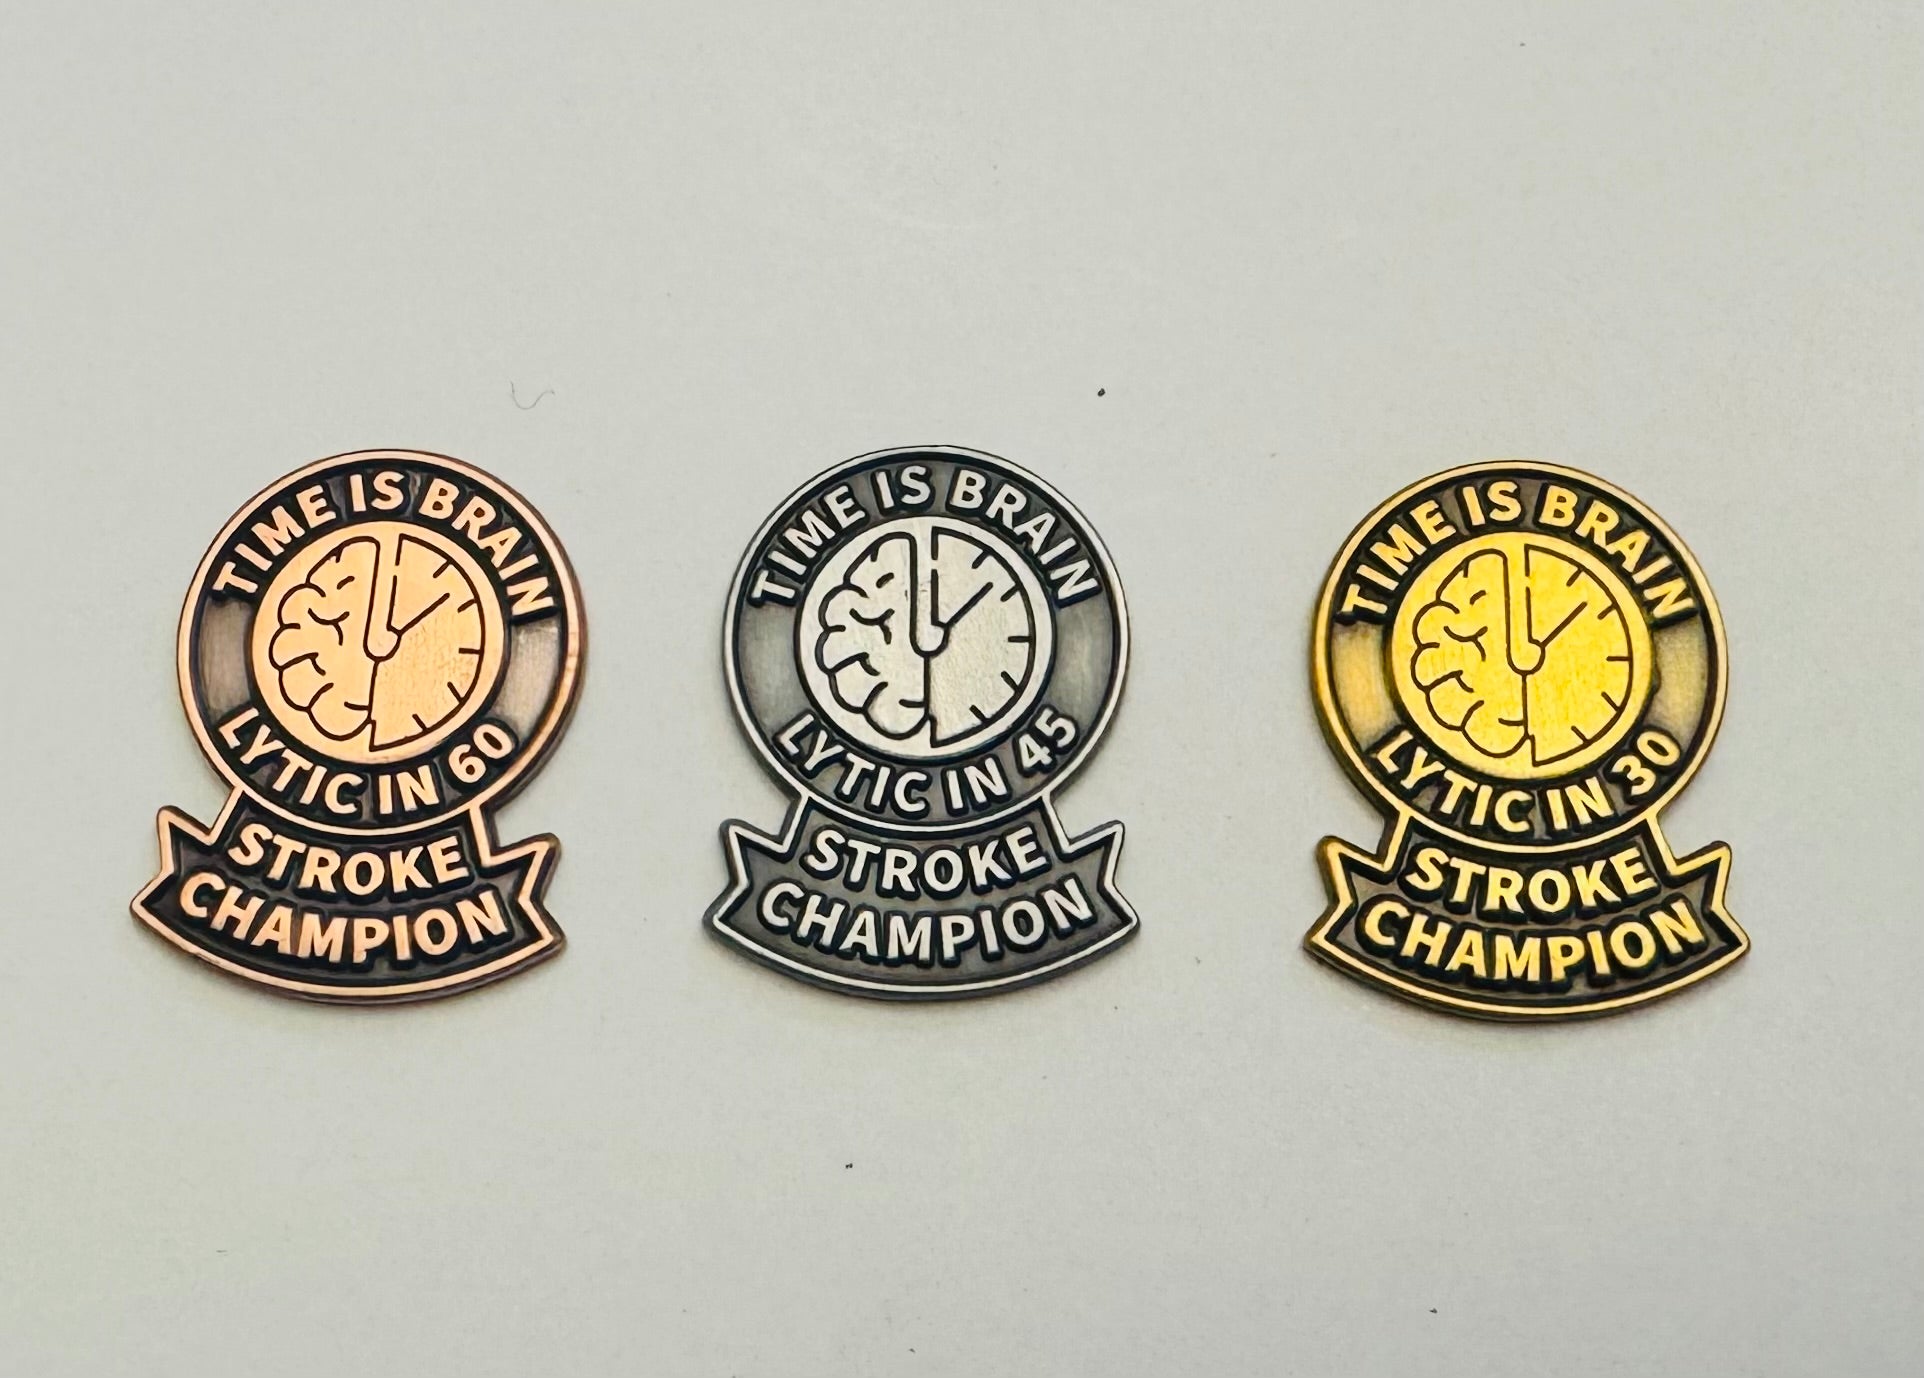 TIME IS BRAIN
LYTIC IN 60
STROKE
CHAMPION
TIME IS BRAIN
LYTIC IN 45
STROKE
CHAMPION
TIME IS BRAIN
LYTIC IN 30
STROKE
CHAMPION